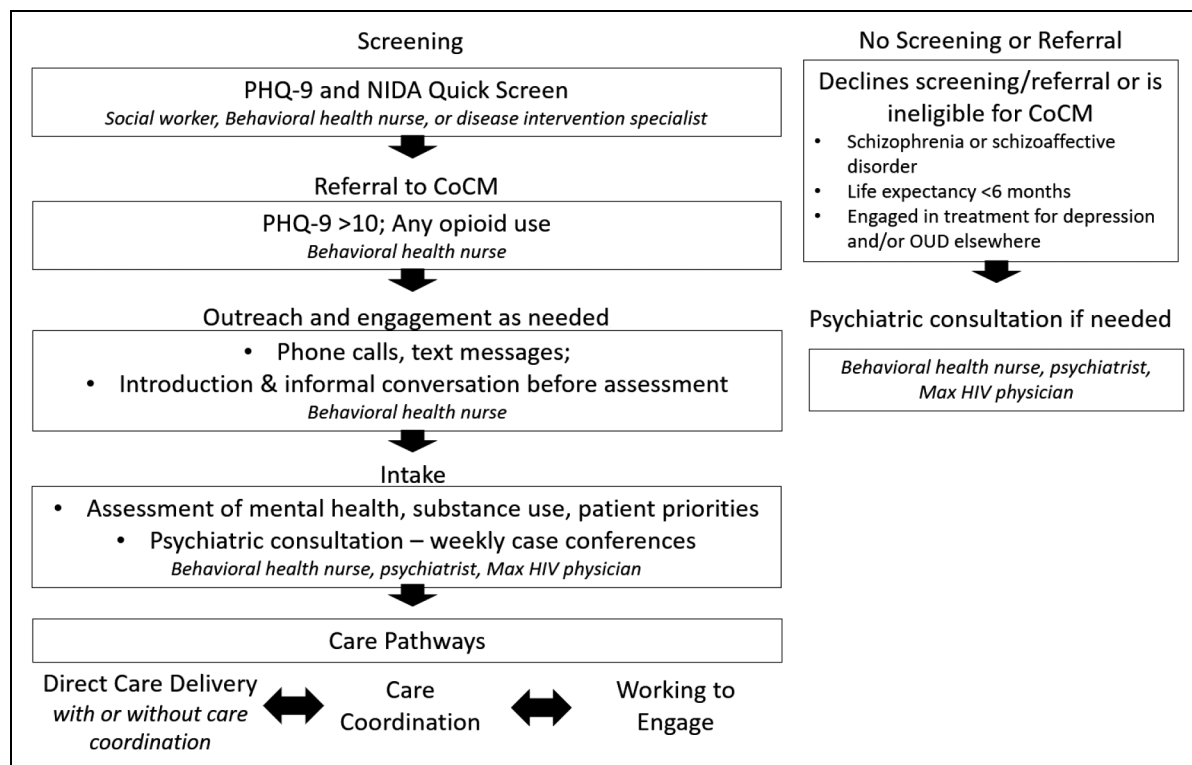 Screening
PHQ-9 and NIDA Quick Screen
Social worker, Behavioral health nurse, or disease intervention specialist
Referral to CoCM
PHQ-9 >10; Any opioid use
Behavioral health nurse
Outreach and engagement as needed
• Phone calls, text messages;
• Introduction & informal conversation before assessment
Behavioral health nurse
Intake
• Assessment of mental health, substance use, patient priorities
• Psychiatric consultation – weekly case conferences
Behavioral health nurse, psychiatrist, Max HIV physician
Care Pathways
Direct Care Delivery
with or without care
coordination
Care
Coordination
Working to
Engage
No Screening or Referral
Declines screening/referral or is
ineligible for CoCM
• Schizophrenia or schizoaffective
disorder
• Life expectancy <6 months
• Engaged in treatment for depression
and/or OUD elsewhere
Psychiatric consultation if needed
Behavioral health nurse, psychiatrist,
Max HIV physician